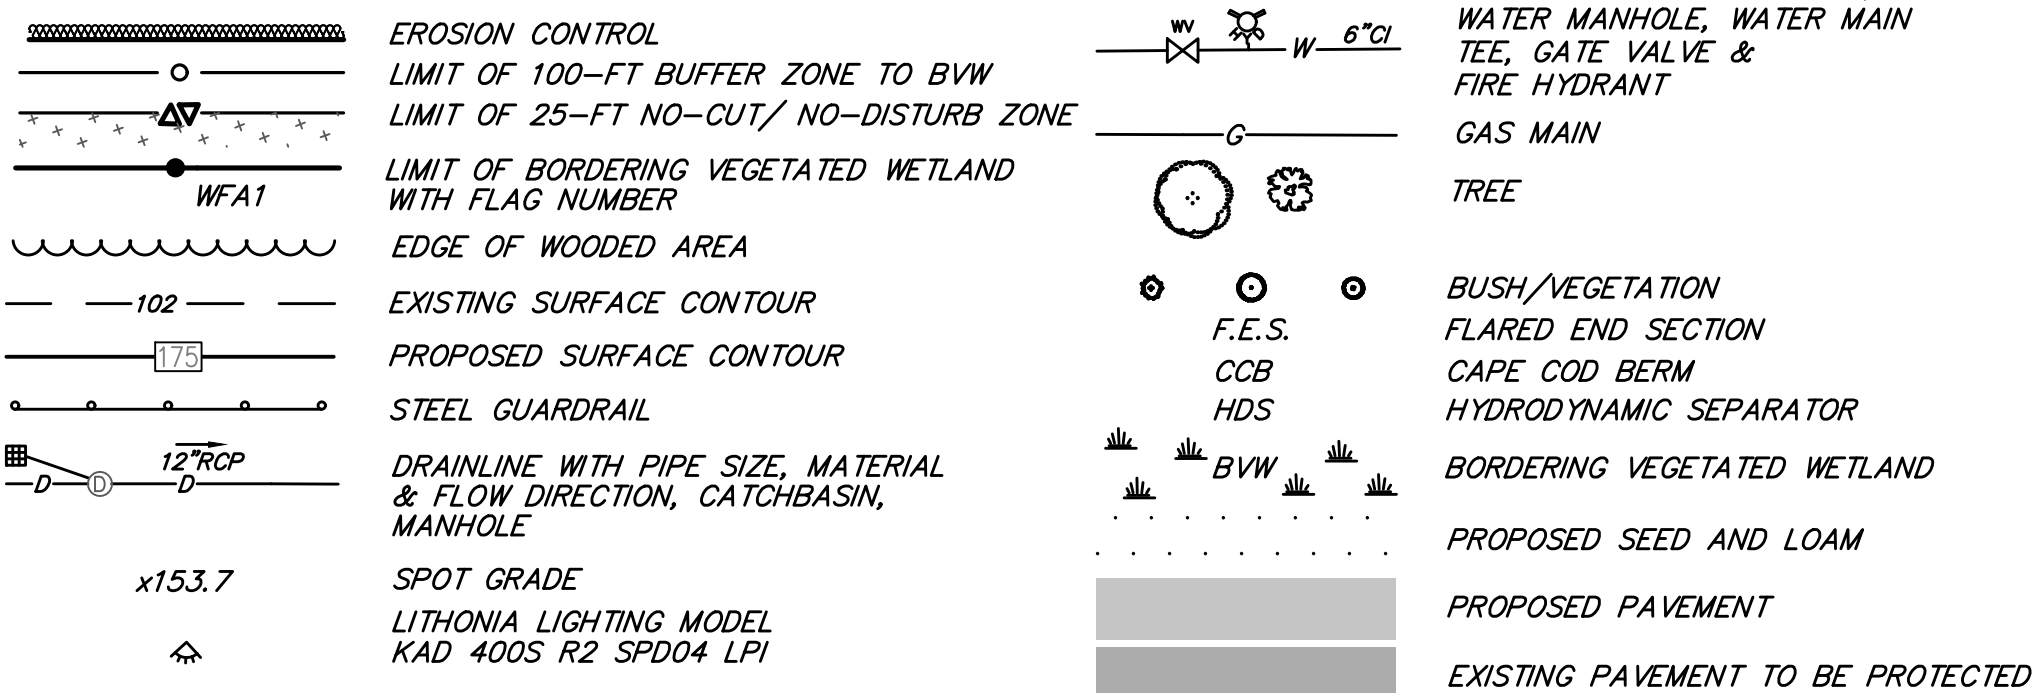 EROSION CONTROL
LIMIT OF 100-FT BUFFER ZONE TO BVW
LIMIT OF 25-FT NO-CUT/ NO-DISTURB ZONE
LIMIT OF BORDERING VEGETATED WETLAND
WFA1 WITH FLAG NUMBER
EDGE OF WOODED AREA
102 EXISTING SURFACE CONTOUR
175 PROPOSED SURFACE CONTOUR
STEEL GUARDRAIL
12"RCP DRAINLINE WITH PIPE SIZE, MATERIAL
D D D & FLOW DIRECTION, CATCHBASIN,
MANHOLE
x153.7 SPOT GRADE
LITHONIA LIGHTING MODEL
KAD 400S R2 SPD04 LPI
WATER MANHOLE, WATER MAIN
WV W 6"CI TEE, GATE VALVE &
FIRE HYDRANT
G GAS MAIN
TREE
BUSH/VEGETATION
F.E.S. FLARED END SECTION
CCB CAPE COD BERM
HDS HYDRODYNAMIC SEPARATOR
BVW BORDERING VEGETATED WETLAND
PROPOSED SEED AND LOAM
PROPOSED PAVEMENT
EXISTING PAVEMENT TO BE PROTECTED